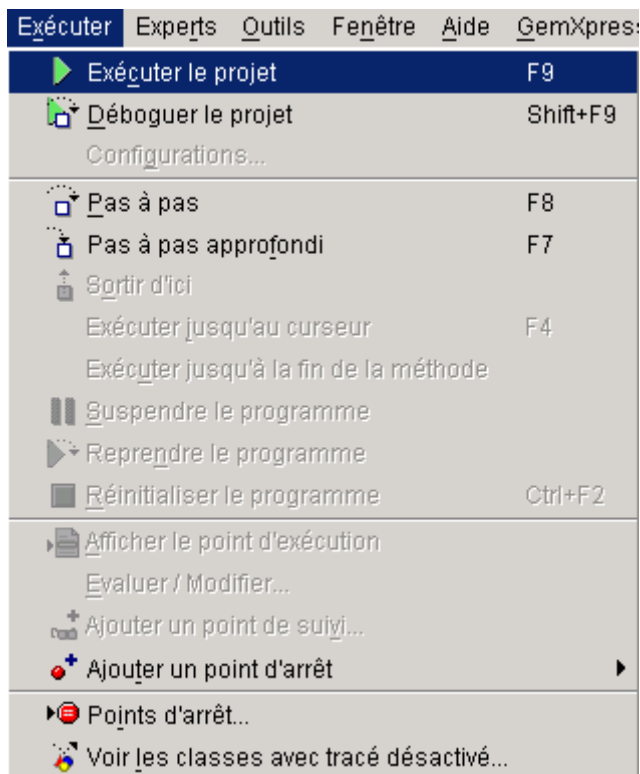 Exécuter Experts Outils Fenêtre Aide GemXpres
Exécuter le projet F9
Déboguer le projet Shift+F9
Configurations...
Pas à pas F8
Pas à pas approfondi F7
Sortir d'ici
Exécuter jusqu'au curseur F4
Exécuter jusqu'à la fin de la méthode
Suspendre le programme
Reprendre le programme
Réinitialiser le programme Ctrl+F2
Afficher le point d'exécution
Evaluer / Modifier...
Ajouter un point de suivi...
Ajouter un point d'arrêt
Points d'arrêt...
Voir les classes avec tracé désactivé...